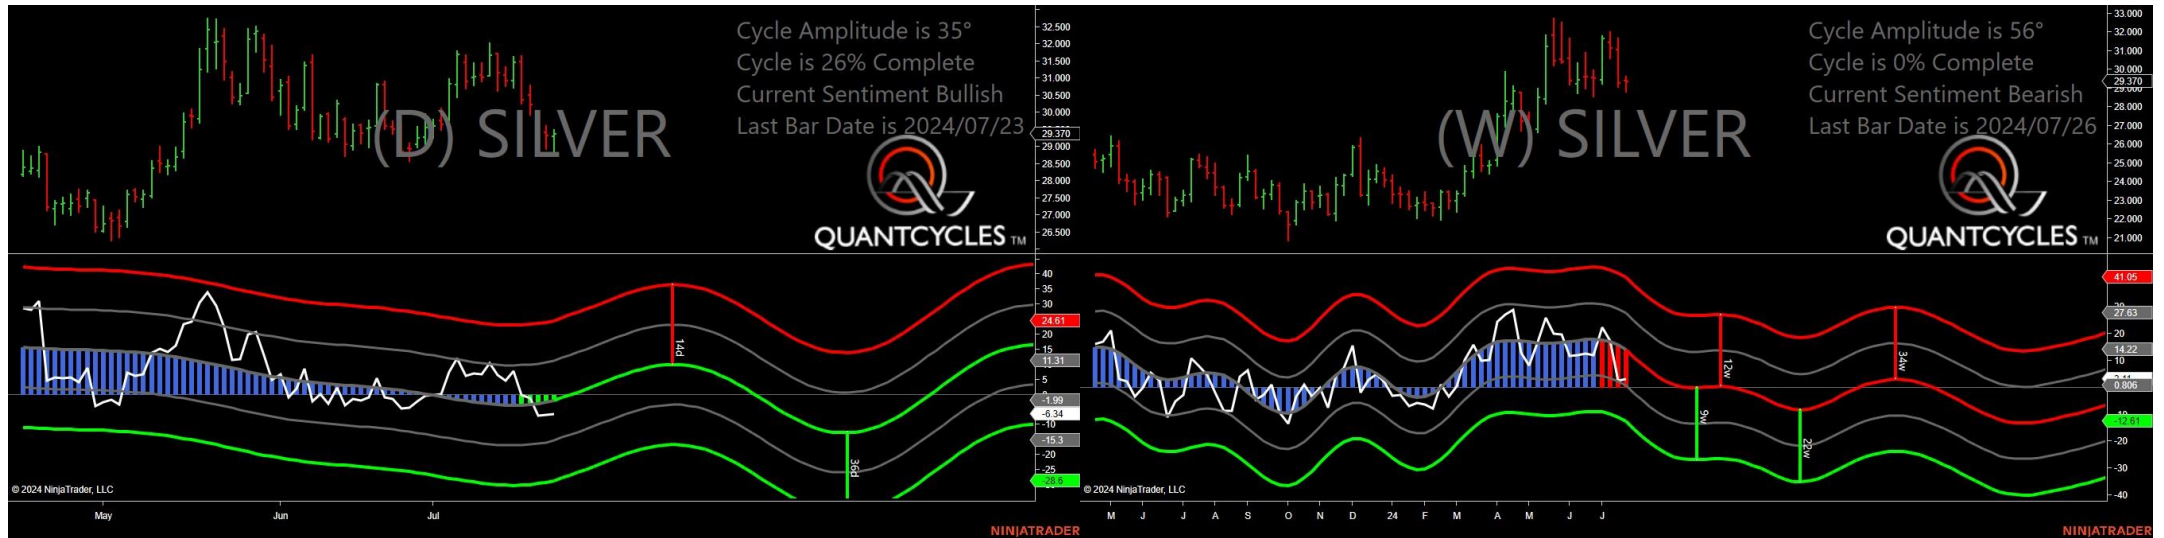 Cycle Amplitude is 35°
Cycle is 26% Complete
Current Sentiment Bullish
Last Bar Date is 2024/07/23
(D) SILVER
QUANTCYCLES TM
32.500
32.000
31.500
31.000
30.500
30.000
29.370
29.000
28.500
28.000
27.500
27.000
26.500
40
35
30
24.61
20
15
11.31
5
-1.99
-6.34
-10
-15.3
-20
-25
-28.6
14d
36d
© 2024 NinjaTrader, LLC
May Jun Jul
NINJATRADER
Cycle Amplitude is 56°
Cycle is 0% Complete
Current Sentiment Bearish
Last Bar Date is 2024/07/26
(W) SILVER
QUANTCYCLES TM
33.000
32.000
31.000
30.000
29.370
29.000
28.000
27.000
26.000
25.000
24.000
23.000
22.000
21.000
41.05
27.63
20
14.22
10
0.806
-10
-12.61
-20
-30
-40
12w
34w
9w
22w
© 2024 NinjaTrader, LLC
M J J A S O N D 24 F M A M J J
NINJATRADER